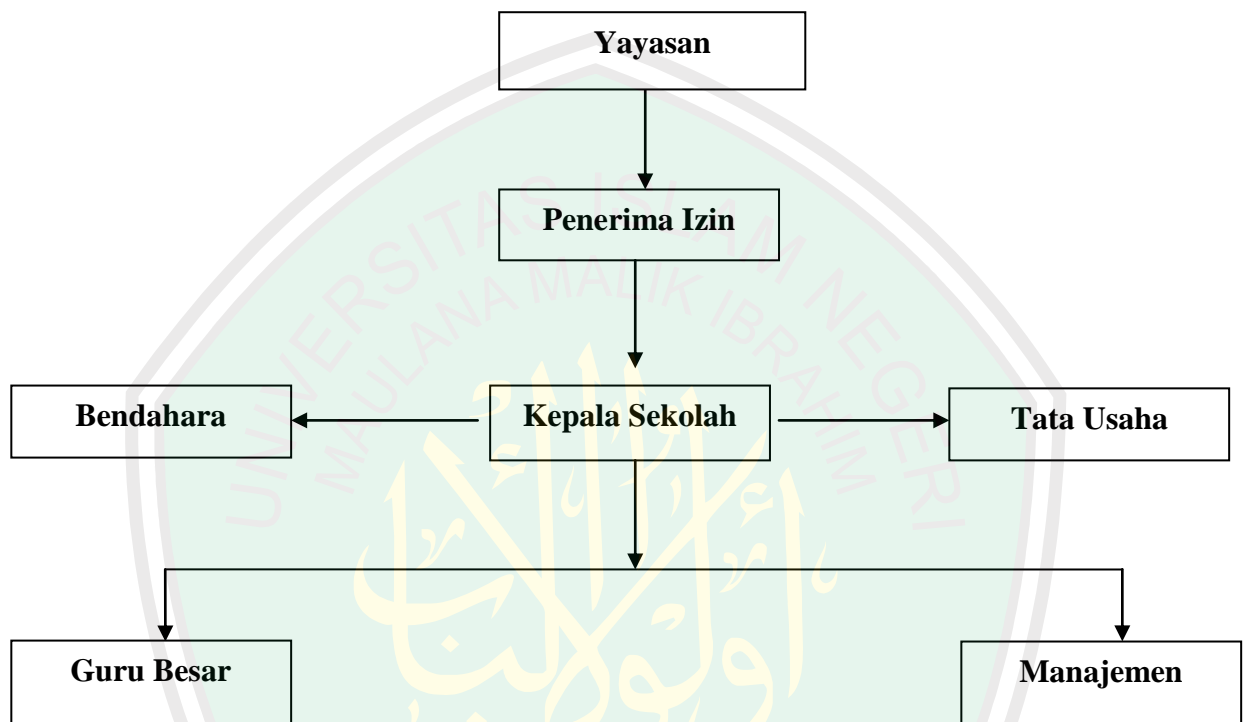 Yayasan
Penerima Izin
Bendahara
Kepala Sekolah
Tata Usaha
Guru Besar
Manajemen
UNIVERSITAS ISLAM NEGERI
MAULANA MALIK IBRAHIM